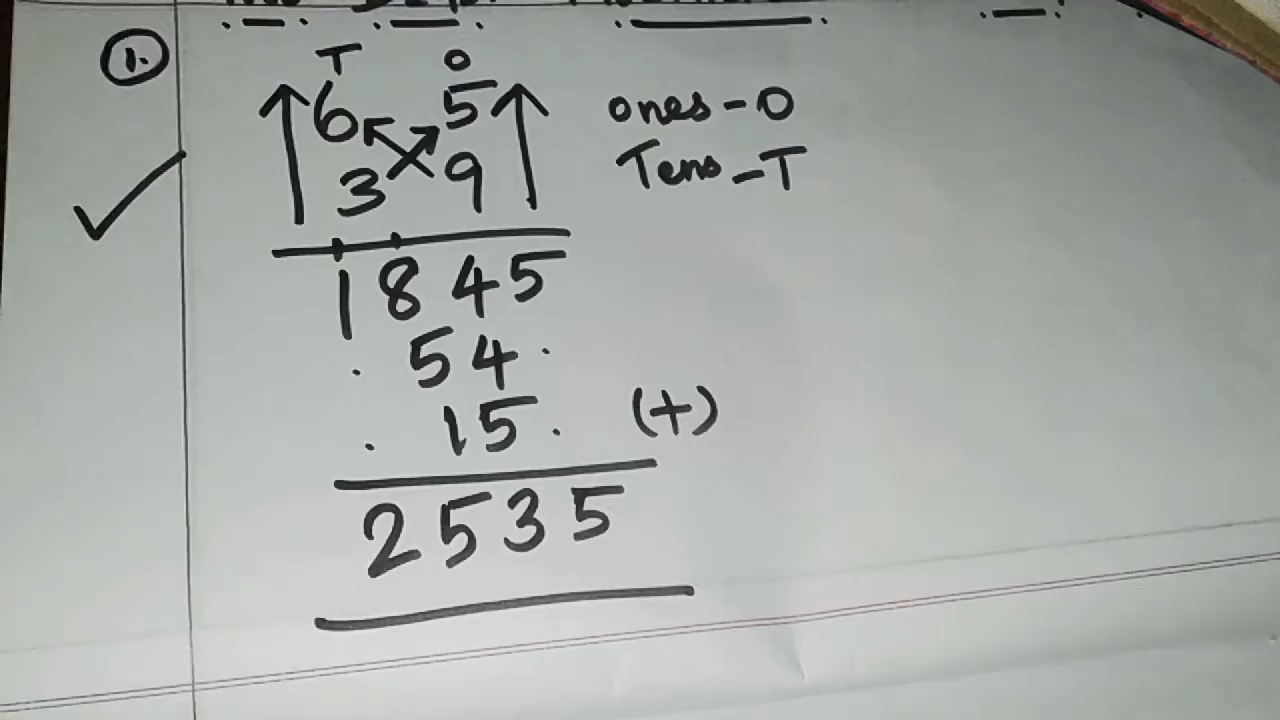 1.
T O
6 5 ones - O
3 9 Tens - T
1845
. 54 .
. 15 . (+)
2535